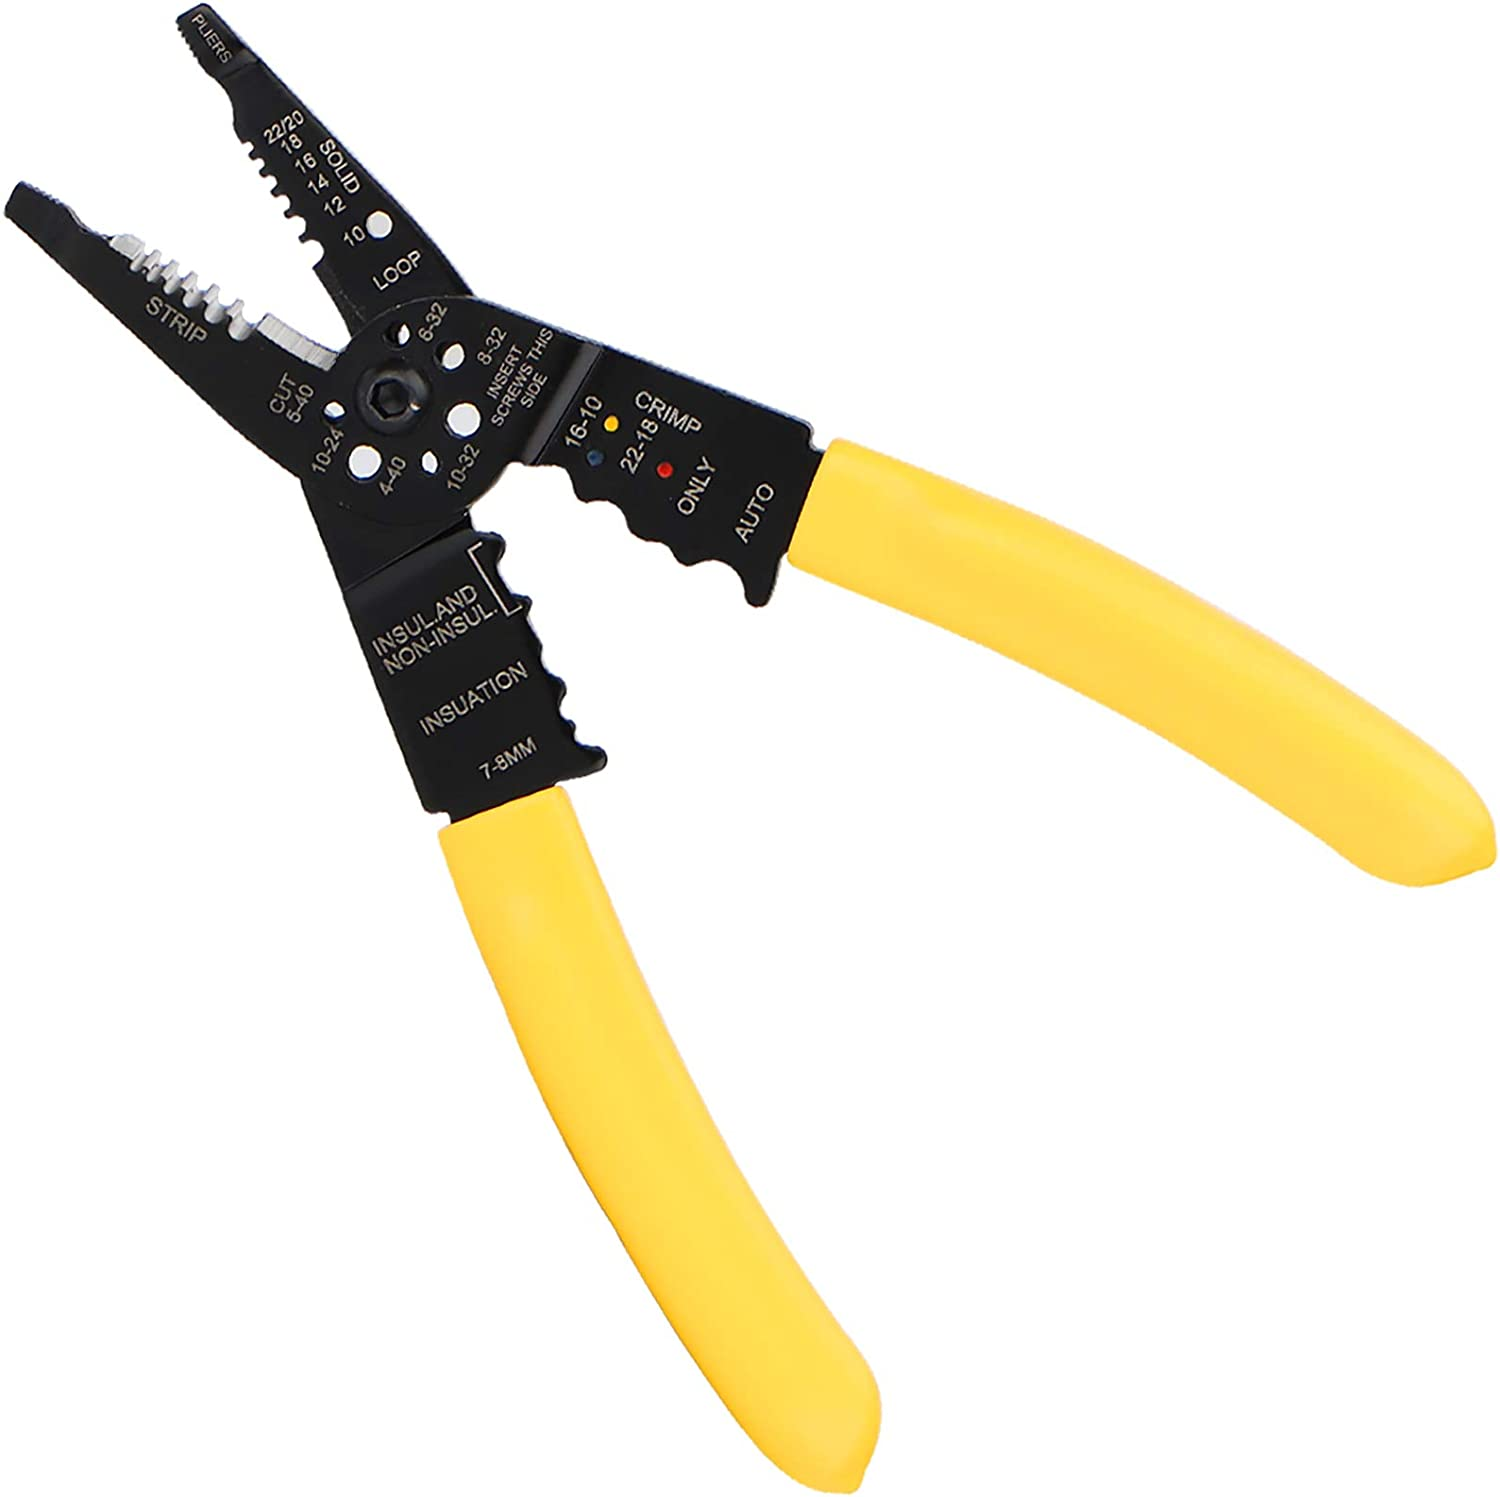 PLIERS
22/20
18
16
14
12
10
SOLID
LOOP
STRIP
CUT
5-40
6-32
8-32
INSERT
SCREWS THIS
SIDE
10-24
4-40
10-32
16-10
22-18
CRIMP
ONLY
AUTO
INSUL.AND
NON-INSUL.
INSUATION
7-8MM